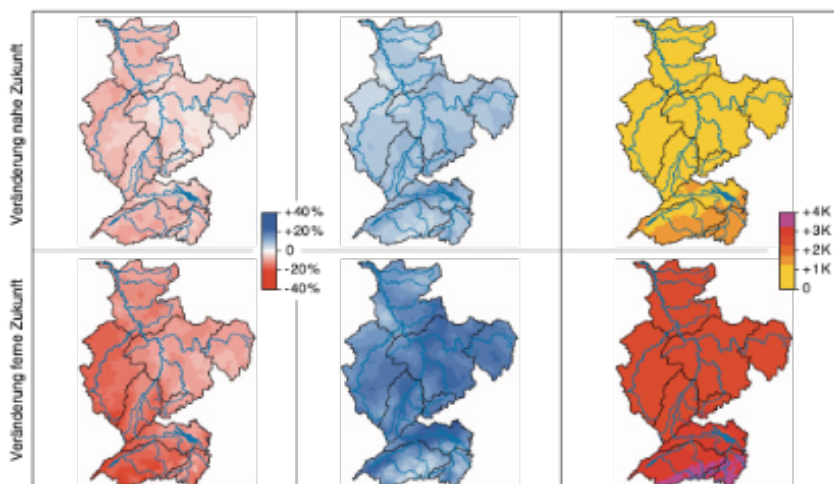 Veränderung nahe Zukunft
+40%
+20%
0
-20%
-40%
+4K
+3K
+2K
+1K
0
Veränderung ferne Zukunft